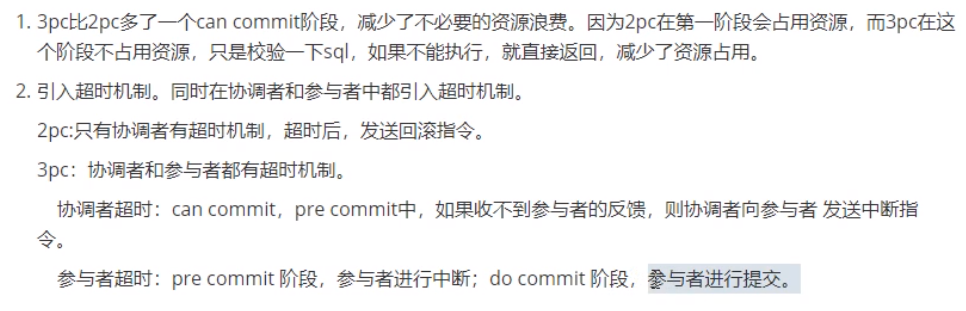 1. 3pc比2pc多了一个can commit阶段，减少了不必要的资源浪费。因为2pc在第一阶段会占用资源，而3pc在这
个阶段不占用资源，只是校验一下sql，如果不能执行，就直接返回，减少了资源占用。
2. 引入超时机制。同时在协调者和参与者中都引入超时机制。
2pc:只有协调者有超时机制，超时后，发送回滚指令。
3pc：协调者和参与者都有超时机制。
协调者超时：can commit，pre commit中，如果收不到参与者的反馈，则协调者向参与者 发送中断指
令。
参与者超时：pre commit 阶段，参与者进行中断；do commit 阶段，参与者进行提交。